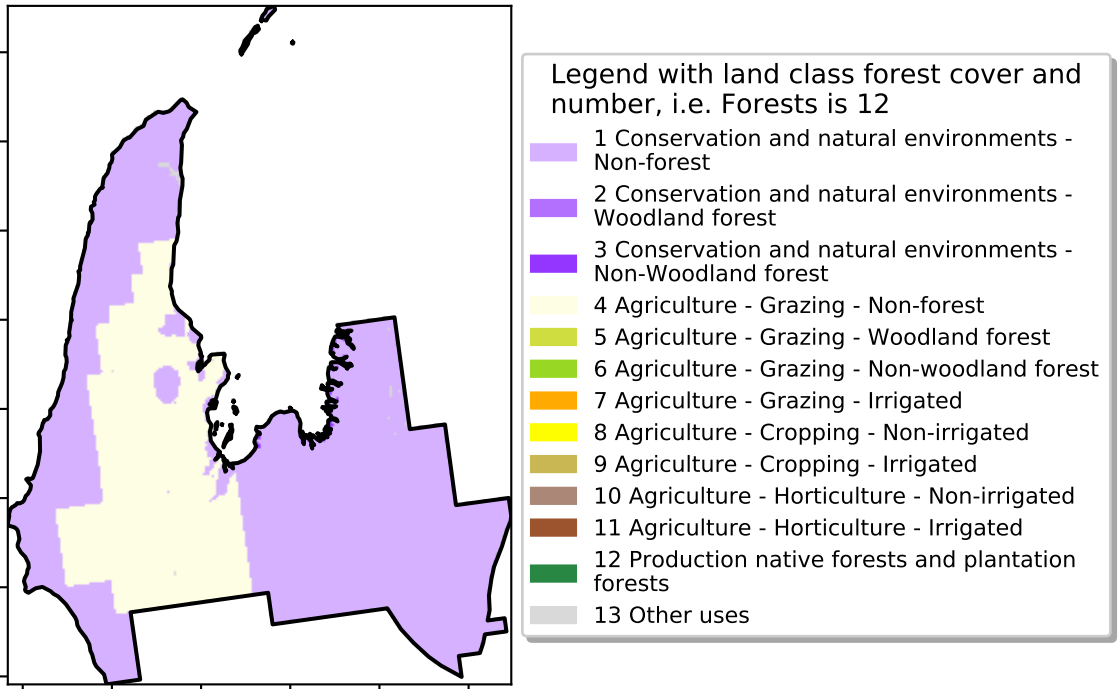 Legend with land class forest cover and
number, i.e. Forests is 12
1 Conservation and natural environments -
Non-forest
2 Conservation and natural environments -
Woodland forest
3 Conservation and natural environments -
Non-Woodland forest
4 Agriculture - Grazing - Non-forest
5 Agriculture - Grazing - Woodland forest
6 Agriculture - Grazing - Non-woodland forest
7 Agriculture - Grazing - Irrigated
8 Agriculture - Cropping - Non-irrigated
9 Agriculture - Cropping - Irrigated
10 Agriculture - Horticulture - Non-irrigated
11 Agriculture - Horticulture - Irrigated
12 Production native forests and plantation
forests
13 Other uses